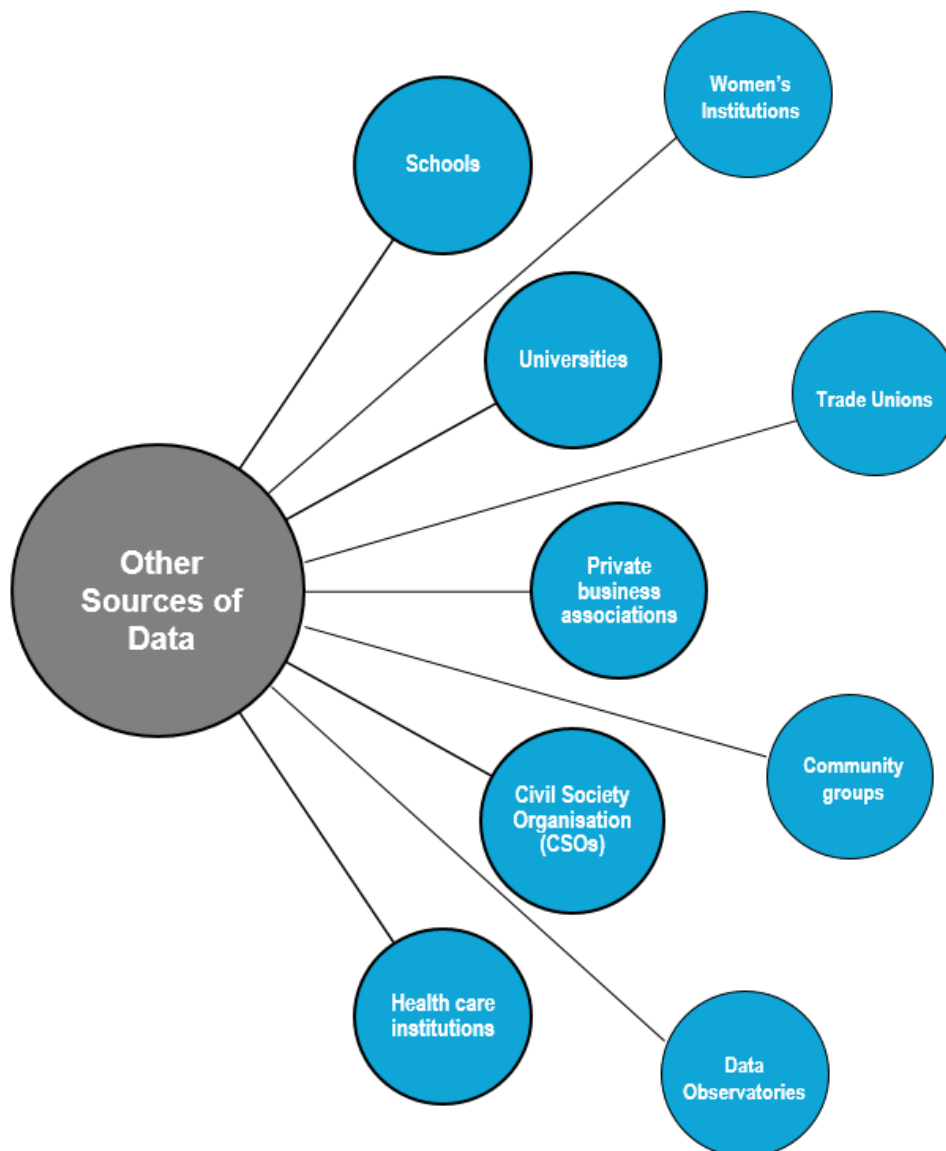 Women's
Institutions
Schools
Universities
Trade Unions
Other
Sources of
Data
Private
business
associations
Community
groups
Civil Society
Organisation
(CSOs)
Health care
institutions
Data
Observatories